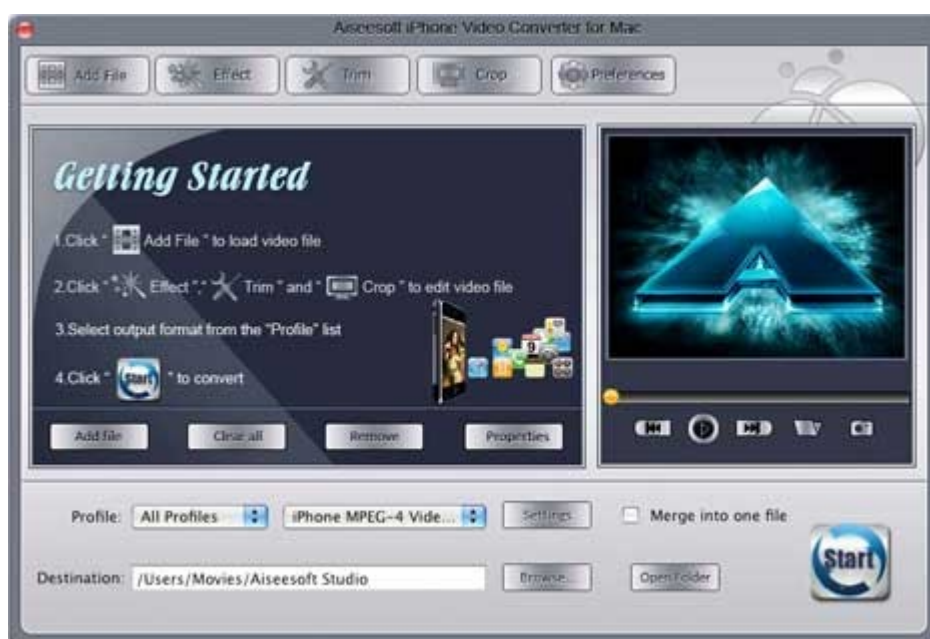 Aiseesoft iPhone Video Converter for Mac
Add File Effect Trim Crop Preferences
Getting Started
1.Click " Add File " to load video file
2.Click " Effect "," Trim " and " Crop " to edit video file
3.Select output format from the "Profile" list
4.Click " Start " to convert
9
Add file Clear all Remove Properties
Profile: All Profiles iPhone MPEG-4 Vide... Settings Merge into one file
Start
Destination: /Users/Movies/Aiseesoft Studio Browse... Open Folder